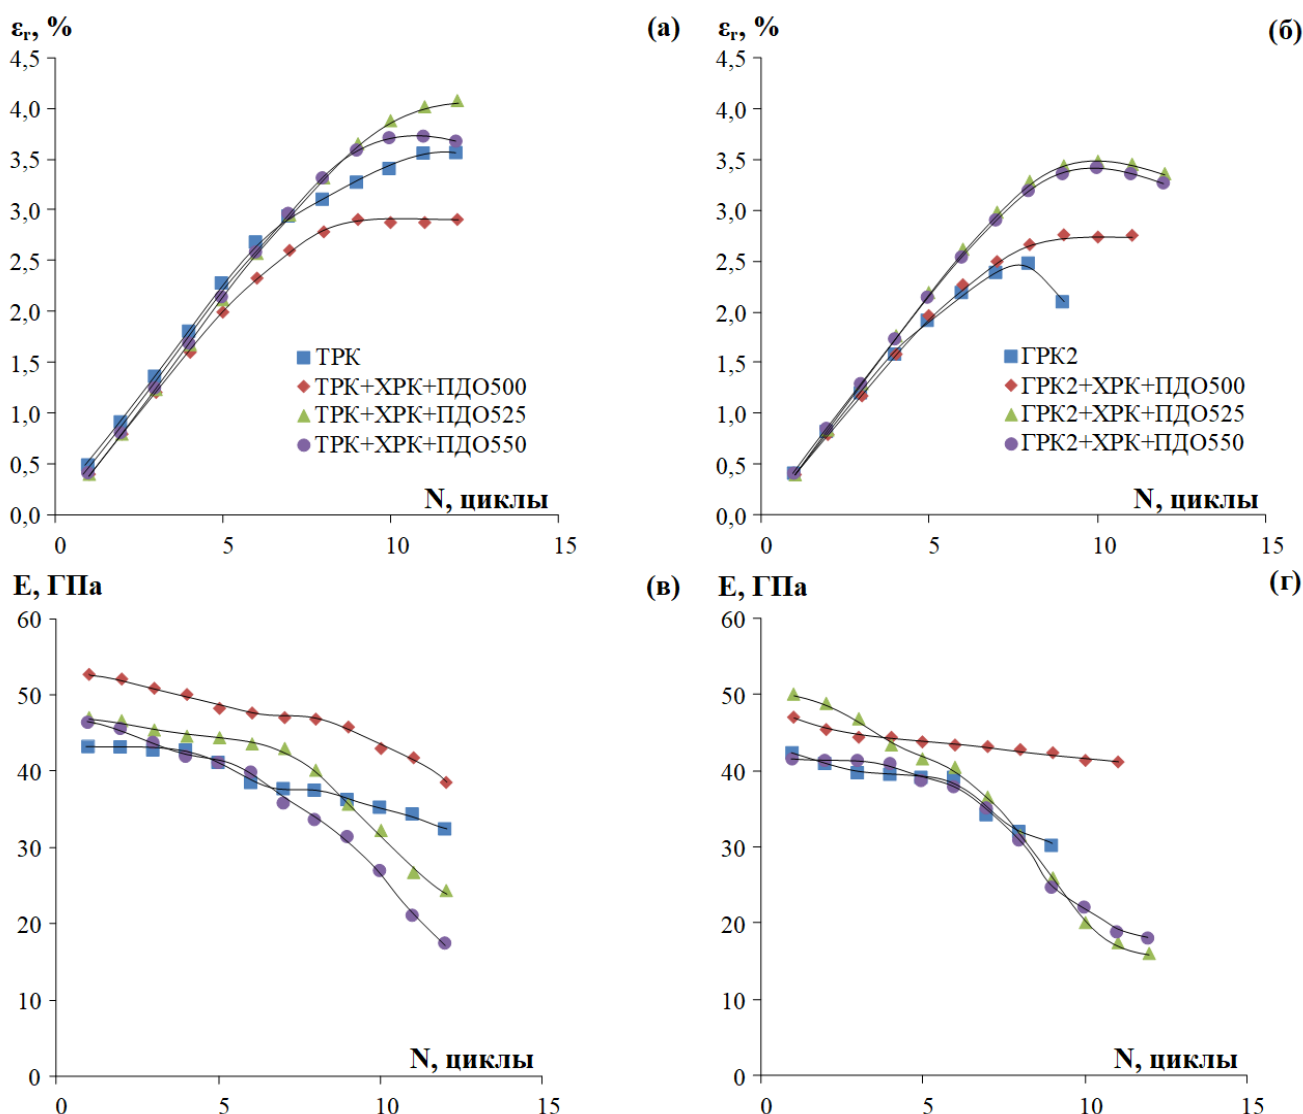 εr, %
(а)
4,5
4,0
3,5
3,0
2,5
2,0
1,5
1,0
0,5
0,0
ТРК
ТРК+ХРК+ПДО500
ТРК+ХРК+ПДО525
ТРК+ХРК+ПДО550
N, циклы
0 5 10 15
εr, %
(б)
4,5
4,0
3,5
3,0
2,5
2,0
1,5
1,0
0,5
0,0
ГРК2
ГРК2+ХРК+ПДО500
ГРК2+ХРК+ПДО525
ГРК2+ХРК+ПДО550
N, циклы
0 5 10 15
E, ГПа
(в)
60
50
40
30
20
10
0
N, циклы
0 5 10 15
E, ГПа
(г)
60
50
40
30
20
10
0
N, циклы
0 5 10 15